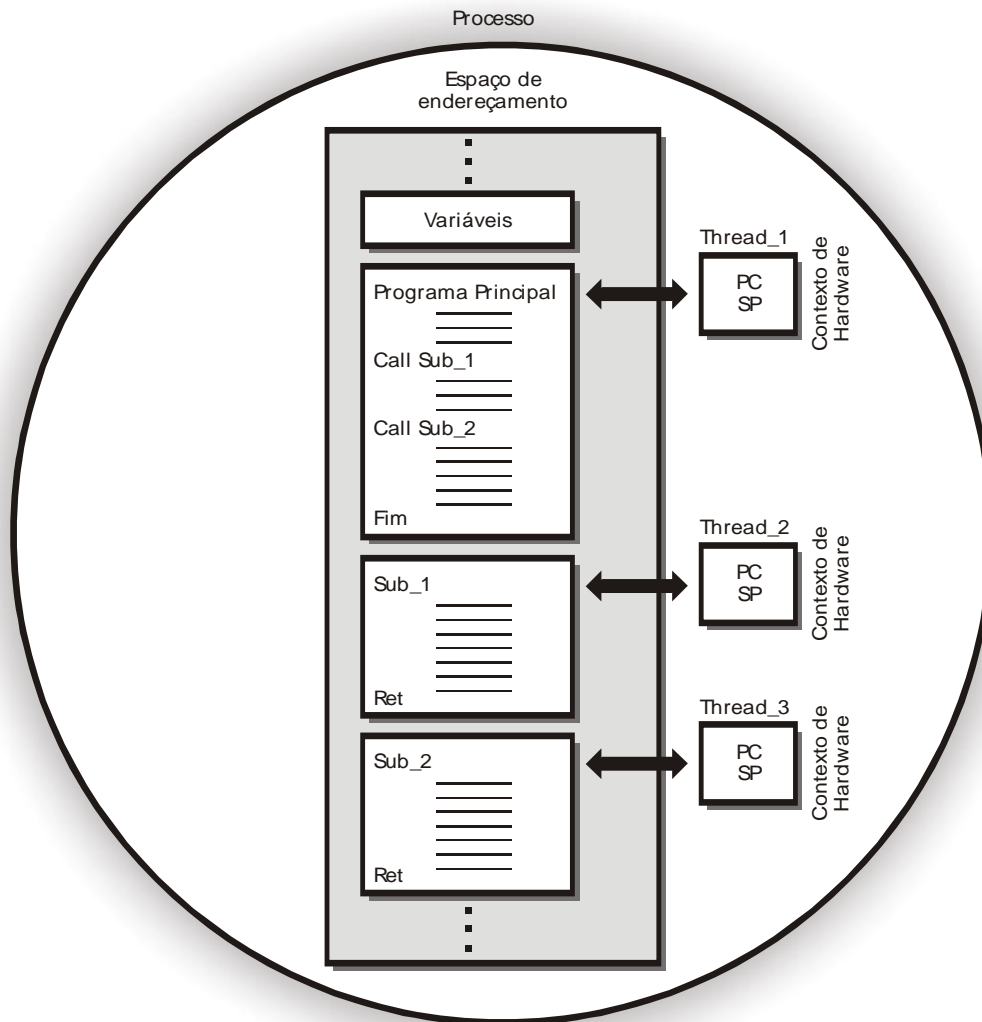 Processo
Espaço de
endereçamento
Variáveis
Programa Principal
Call Sub_1
Call Sub_2
Fim
Thread_1
PC
SP
Contexto de
Hardware
Sub_1
Ret
Thread_2
PC
SP
Contexto de
Hardware
Sub_2
Ret
Thread_3
PC
SP
Contexto de
Hardware